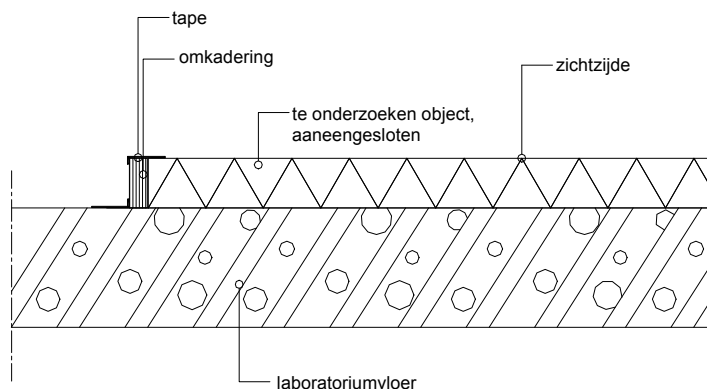 tape
omkadering
zichtzijde
te onderzoeken object,
aaneengesloten
laboratoriumvloer